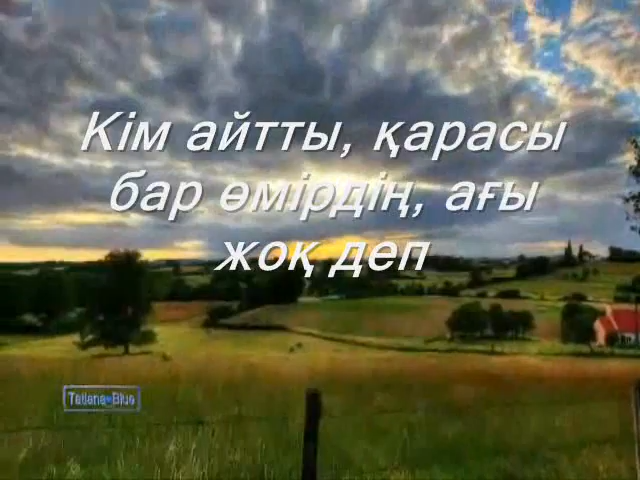 Кім айтты, қарасы
бар өмірдің, ағы
жоқ деп
Tatiana-Blue